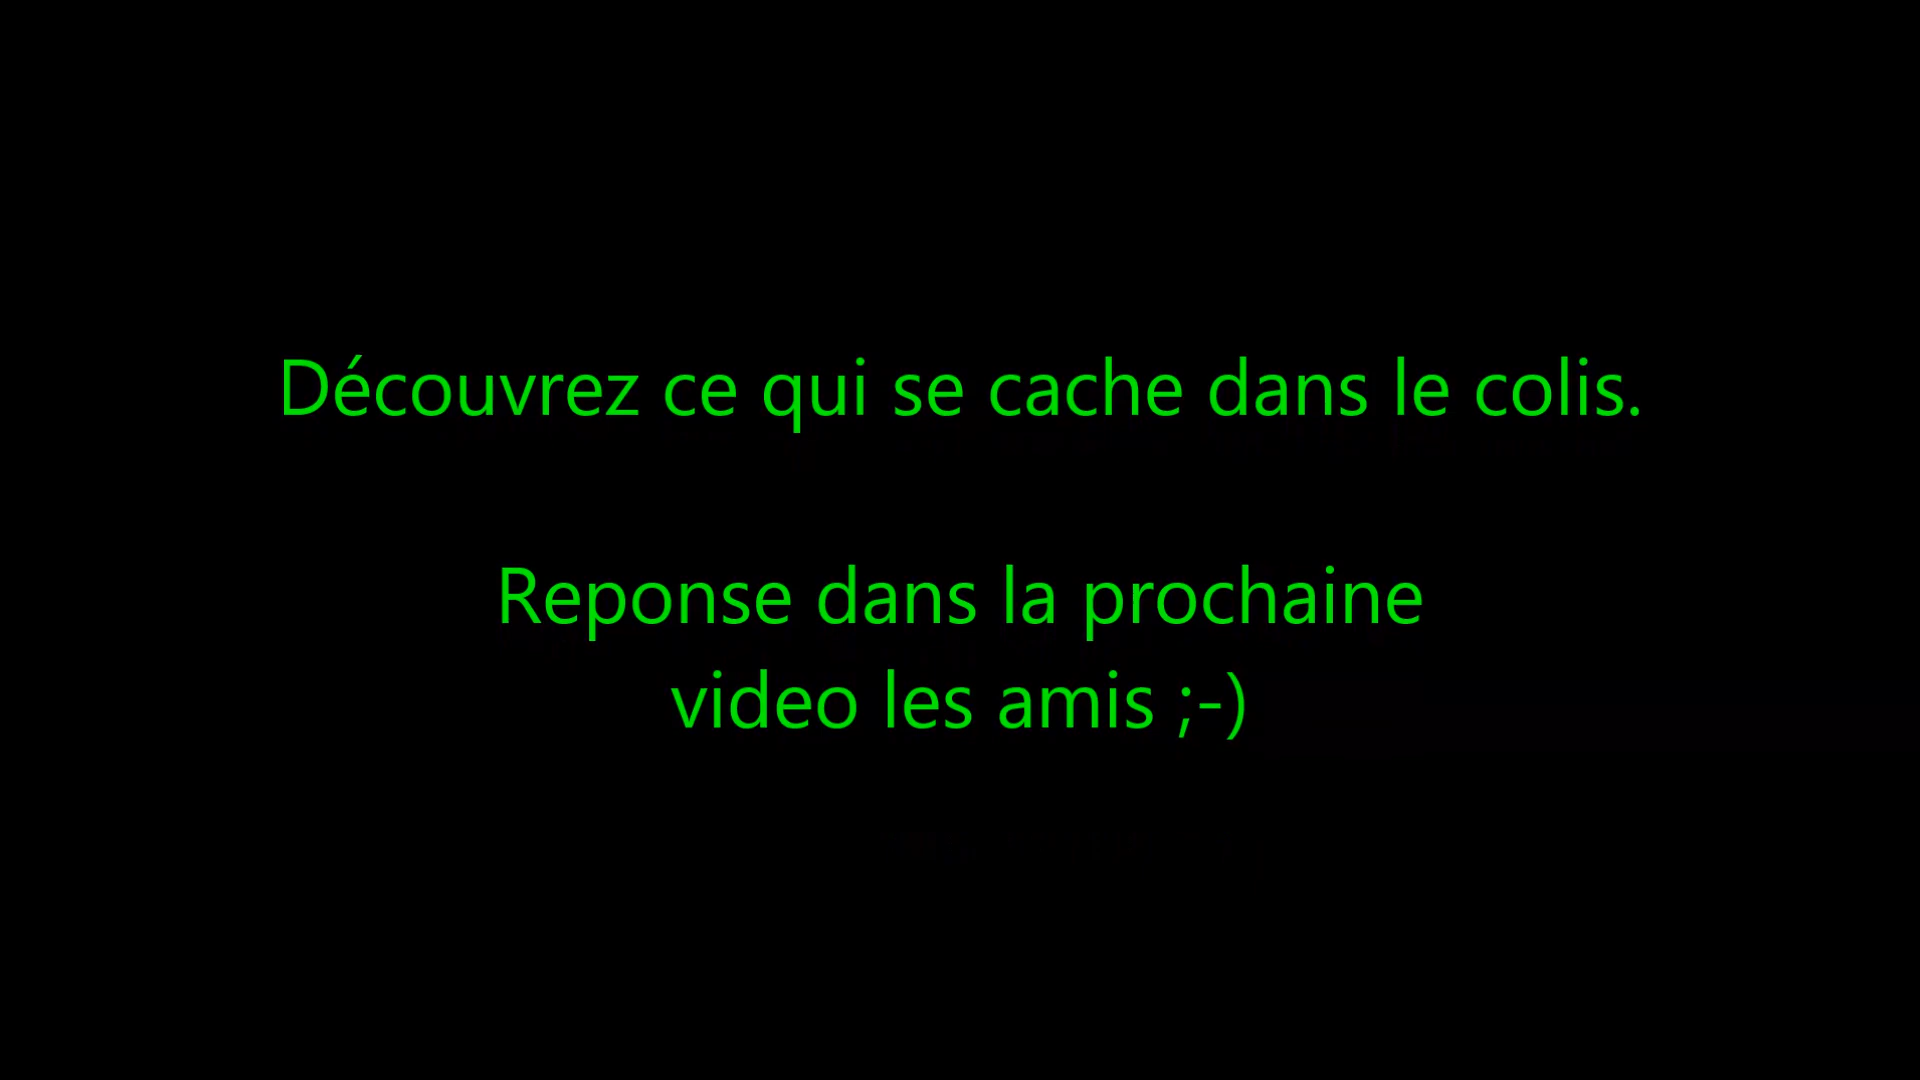 Découvrez ce qui se cache dans le colis.
Reponse dans la prochaine
video les amis ;-)